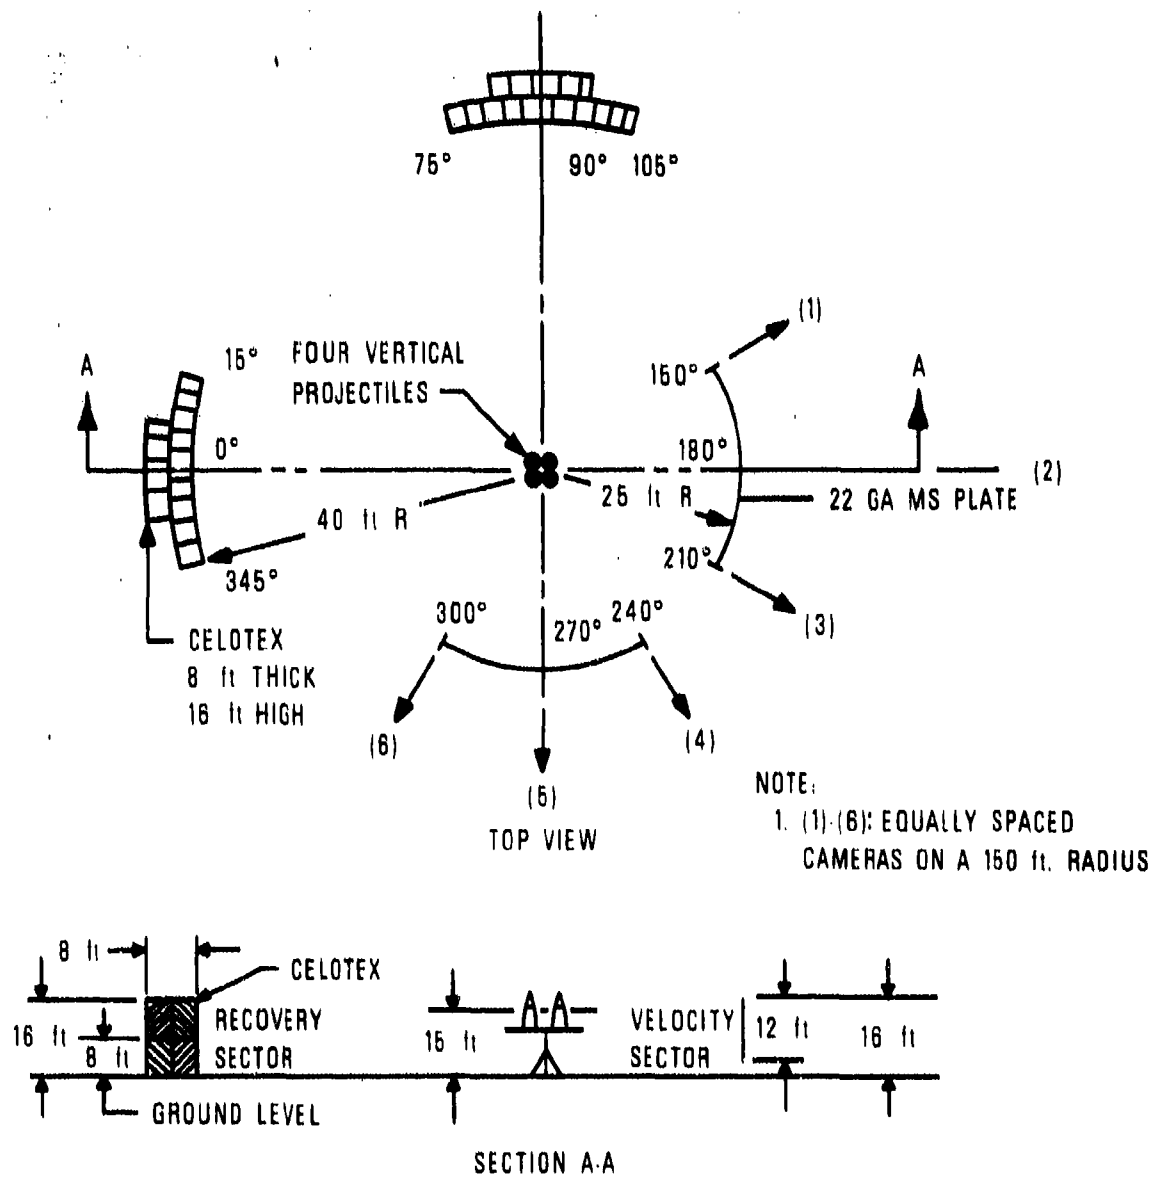 75° 90° 105°
(1)
A
15° FOUR VERTICAL
PROJECTILES
150°
A
0°
180°
(2)
25 ft R
22 GA MS PLATE
40 ft R
210°
345°
300° 270° 240°
(3)
CELOTEX
8 ft THICK
16 ft HIGH
(6)
(4)
(5)
TOP VIEW
NOTE:
1. (1)-(6): EQUALLY SPACED
CAMERAS ON A 150 ft. RADIUS
8 ft
CELOTEX
16 ft
8 ft
RECOVERY
SECTOR
15 ft
VELOCITY
SECTOR
12 ft
16 ft
GROUND LEVEL
SECTION A-A